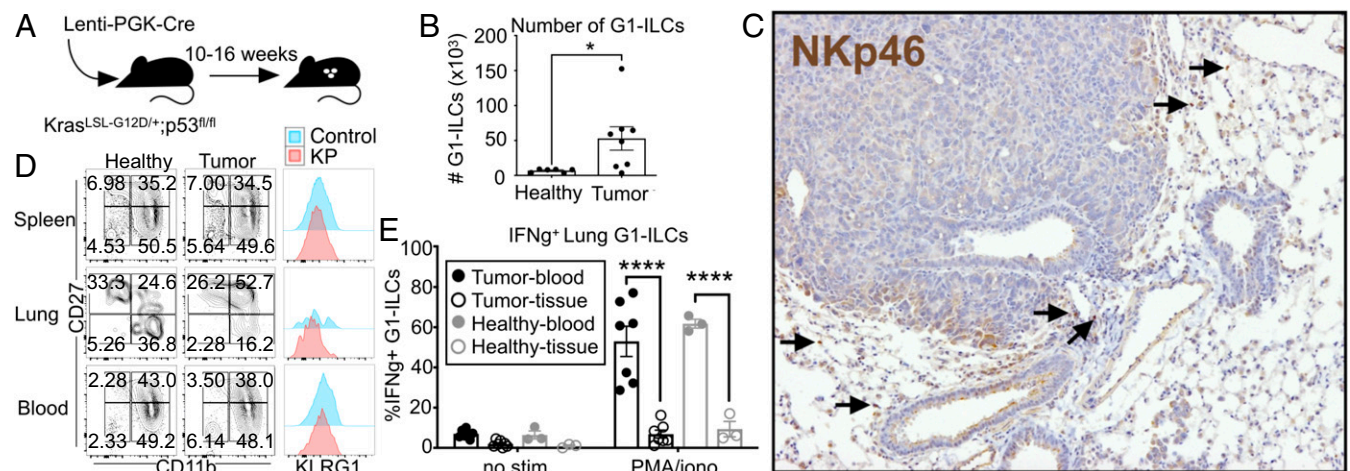 A
Lenti-PGK-Cre
10-16 weeks
KrasLSL-G12D/+;p53fl/fl
B
Number of G1-ILCs
# G1-ILCs (x10³)
200
150
100
50
0
*
Healthy Tumor
C
NKp46
D
Control
KP
Healthy Tumor
Spleen
6.98 35.2 7.00 34.5
4.53 50.5 5.64 49.6
Lung
33.3 24.6 26.2 52.7
5.26 36.8 2.28 16.2
Blood
2.28 43.0 3.50 38.0
2.33 49.2 6.14 48.1
CD27
CD11b
KLRG1
E
IFNg⁺ Lung G1-ILCs
%IFNg+ G1-ILCs
100
80
60
40
20
0
Tumor-blood
Tumor-tissue
Healthy-blood
Healthy-tissue
**** ****
no stim PMA/iono